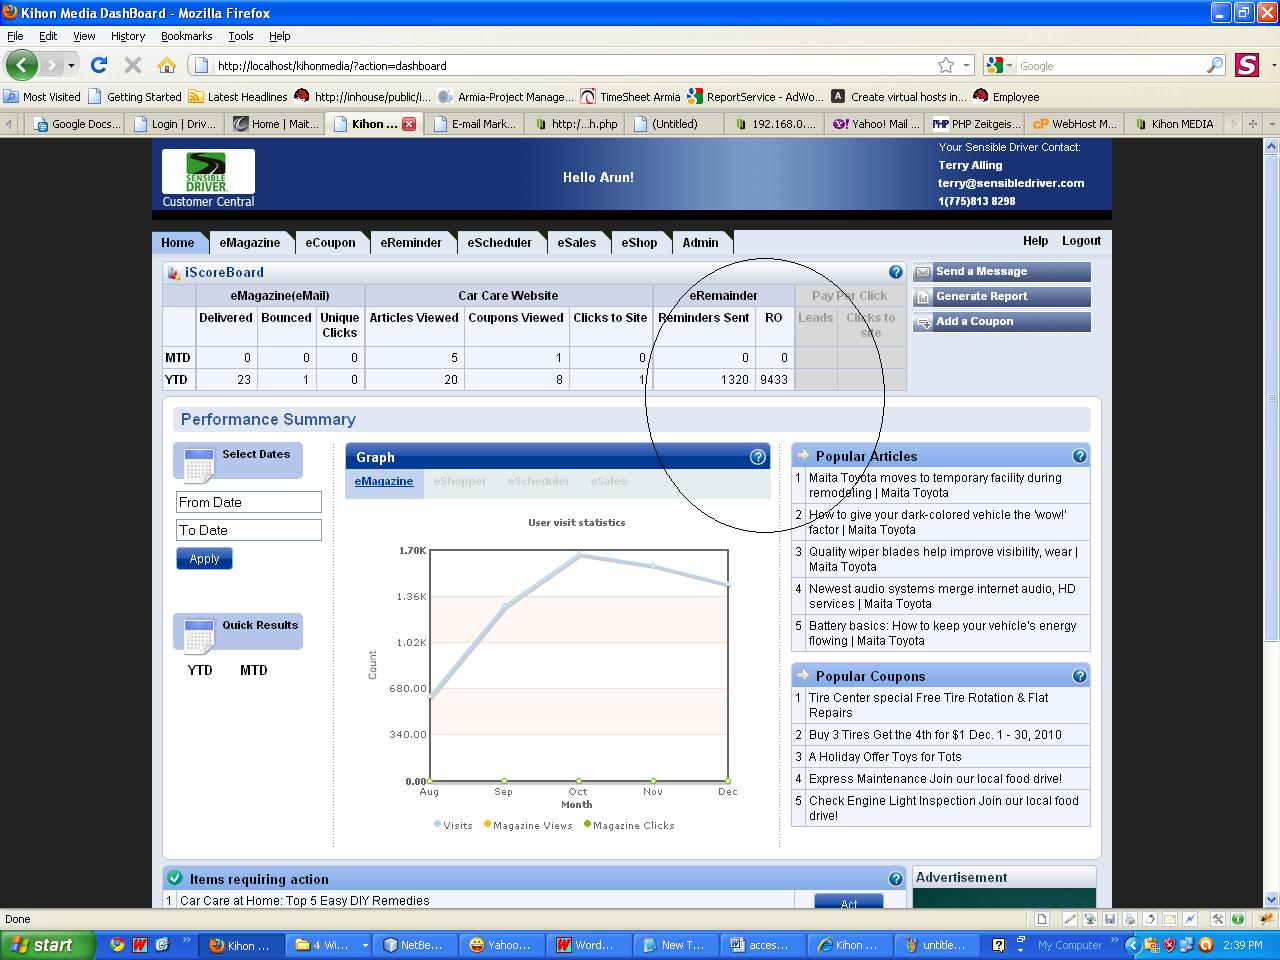 Kihon Media DashBoard - Mozilla Firefox
File Edit View History Bookmarks Tools Help
http://localhost/kihonmedia/?action=dashboard
Google
Most Visited Getting Started Latest Headlines http://inhouse/public/i... Armia-Project Manage... TimeSheet Armia ReportService - AdWo... Create virtual hosts in... Employee
Google Docs... Login | Driv... Home | Mait... Kihon ... E-mail Mark... http:/...h.php (Untitled) 192.168.0.... Yahoo! Mail ... PHP Zeitgeis... WebHost M... Kihon MEDIA
SENSIBLE
DRIVER
Customer Central
Hello Arun!
Your Sensible Driver Contact:
Terry Alling
terry@sensibledriver.com
1(775)813 8298
Home eMagazine eCoupon eReminder eScheduler eSales eShop Admin
Help Logout
iScoreBoard
eMagazine(eMail) Car Care Website eRemainder Pay Per Click
Delivered Bounced Unique Clicks Articles Viewed Coupons Viewed Clicks to Site Reminders Sent RO Leads Clicks to site
MTD 0 0 0 5 1 0 0 0
YTD 23 1 0 20 8 1 1320 9433
Send a Message
Generate Report
Add a Coupon
Performance Summary
Select Dates
From Date
To Date
Apply
Quick Results
YTD MTD
Graph
eMagazine eShopper eScheduler eSales
User visit statistics
1.70K
1.36K
1.02K
680.00
340.00
0.00
Count
Aug Sep Oct Nov Dec
Month
Visits Magazine Views Magazine Clicks
Popular Articles
1 Maita Toyota moves to temporary facility during
remodeling | Maita Toyota
2 How to give your dark-colored vehicle the 'wow!'
factor | Maita Toyota
3 Quality wiper blades help improve visibility, wear |
Maita Toyota
4 Newest audio systems merge internet audio, HD
services | Maita Toyota
5 Battery basics: How to keep your vehicle's energy
flowing | Maita Toyota
Popular Coupons
1 Tire Center special Free Tire Rotation & Flat
Repairs
2 Buy 3 Tires Get the 4th for $1 Dec. 1 - 30, 2010
3 A Holiday Offer Toys for Tots
4 Express Maintenance Join our local food drive!
5 Check Engine Light Inspection Join our local food
drive!
Items requiring action
1 Car Care at Home: Top 5 Easy DIY Remedies
Act
Advertisement
Done
start Kihon ... 4 Wi... NetBe... Yahoo... Word... New T... acces... Kihon ... untitle... My Computer 2:39 PM